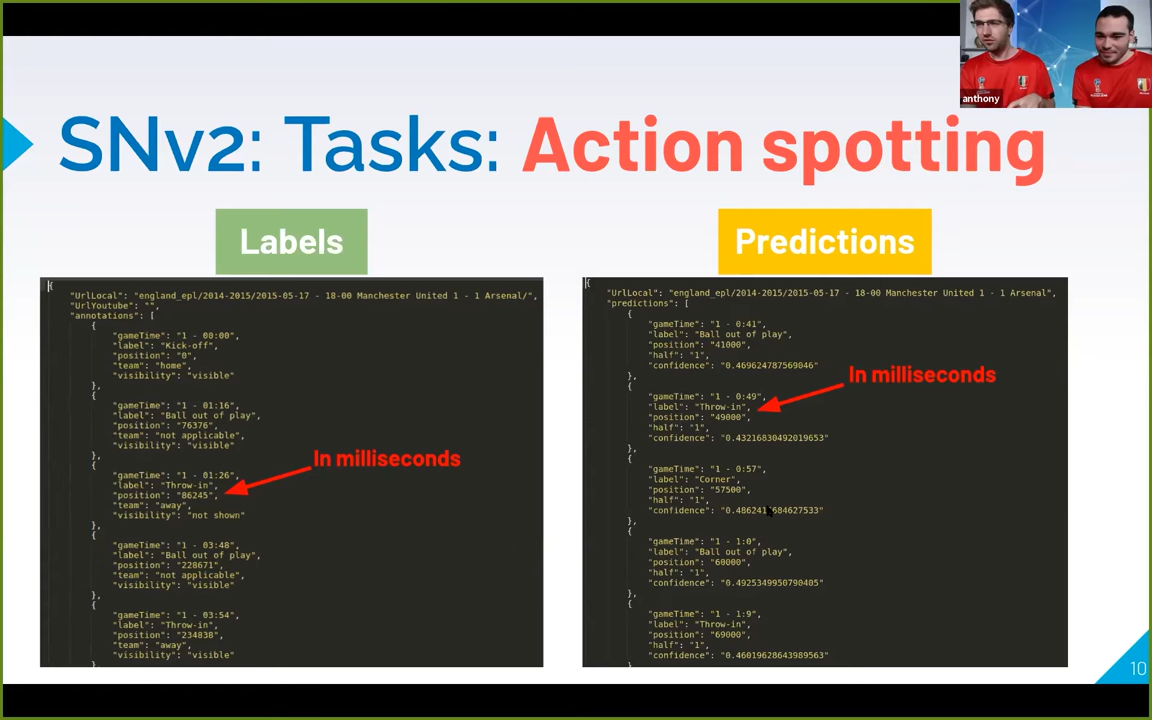 anthony
SNv2: Tasks: Action spotting
Labels
{
"UrlLocal": "england_epl/2014-2015/2015-05-17 - 18-00 Manchester United 1 - 1 Arsenal/",
"UrlYoutube": "",
"annotations": [
{
"gameTime": "1 - 00:00",
"label": "Kick-off",
"position": "0",
"team": "home",
"visibility": "visible"
},
{
"gameTime": "1 - 01:16",
"label": "Ball out of play",
"position": "76376",
"team": "not applicable",
"visibility": "visible"
},
{
"gameTime": "1 - 01:26",
"label": "Throw-in",
"position": "86245",
"team": "away",
"visibility": "not shown"
},
{
"gameTime": "1 - 03:48",
"label": "Ball out of play",
"position": "228671",
"team": "not applicable",
"visibility": "visible"
},
{
"gameTime": "1 - 03:54",
"label": "Throw-in",
"position": "234838",
"team": "away",
"visibility": "visible"
},
In milliseconds
Predictions
{
"UrlLocal": "england_epl/2014-2015/2015-05-17 - 18-00 Manchester United 1 - 1 Arsenal",
"predictions": [
{
"gameTime": "1 - 0:41",
"label": "Ball out of play",
"position": "41000",
"half": "1",
"confidence": "0.469624787569046"
},
{
"gameTime": "1 - 0:49",
"label": "Throw-in",
"position": "49000",
"half": "1",
"confidence": "0.43216830492019653"
},
{
"gameTime": "1 - 0:57",
"label": "Corner",
"position": "57500",
"half": "1",
"confidence":
},
{
"gameTime": "1 - 1:0",
"label": "Ball out of play",
"position": "60000",
"half": "1",
"confidence": "0.4925349950790405"
},
{
"gameTime": "1 - 1:9",
"label": "Throw-in",
"position": "69000",
"half": "1",
"confidence": "0.46019628643989563"
},
In milliseconds
10